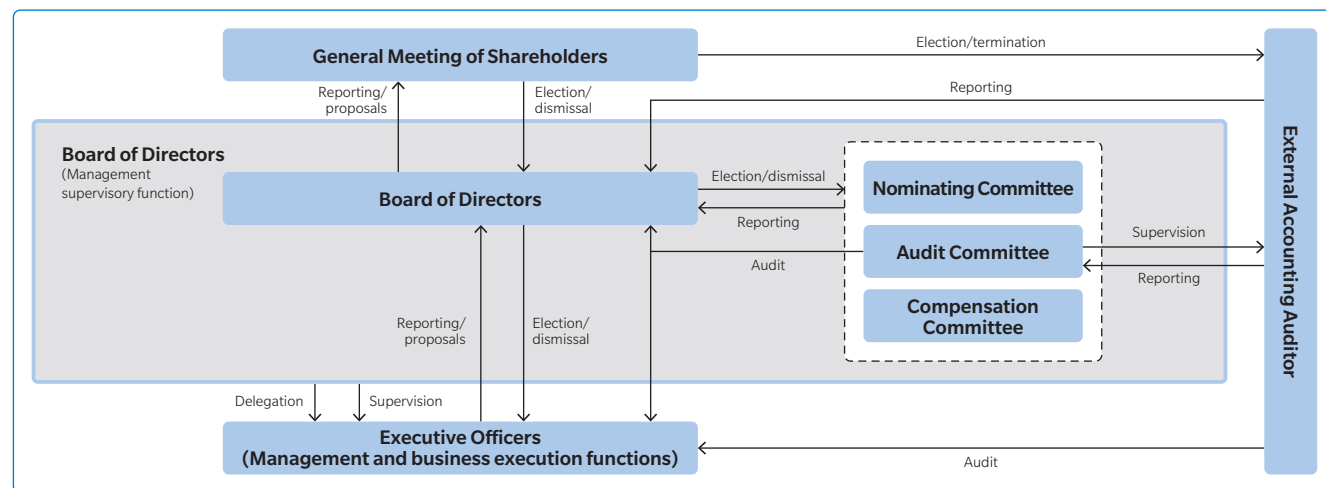 General Meeting of Shareholders
Election/termination
Reporting/
proposals
Election/
dismissal
Reporting
External Accounting Auditor
Board of Directors
(Management
supervisory function)
Board of Directors
Election/dismissal
Reporting
Nominating Committee
Audit Committee
Compensation
Committee
Audit
Supervision
Reporting
Reporting/
proposals
Election/
dismissal
Delegation
Supervision
Executive Officers
(Management and business execution functions)
Audit